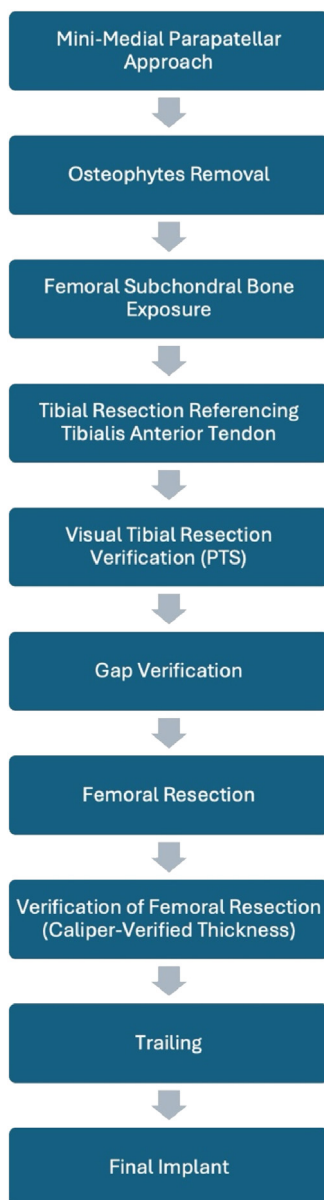 Mini-Medial Parapatellar
Approach
Osteophytes Removal
Femoral Subchondral Bone
Exposure
Tibial Resection Referencing
Tibialis Anterior Tendon
Visual Tibial Resection
Verification (PTS)
Gap Verification
Femoral Resection
Verification of Femoral Resection
(Caliper-Verified Thickness)
Trailing
Final Implant